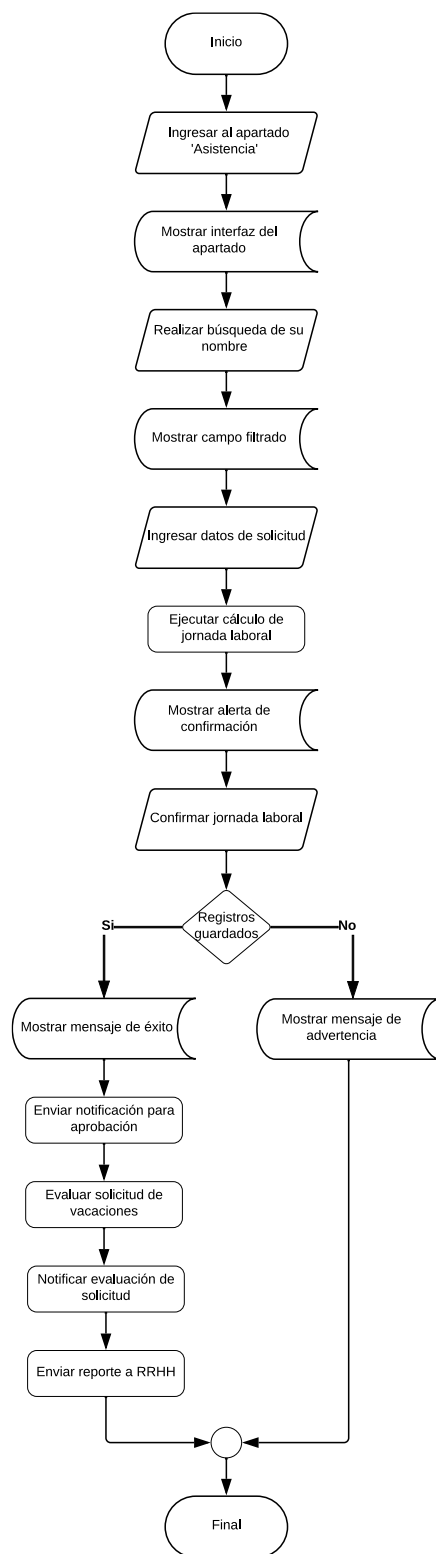 Inicio
Ingresar al apartado
'Asistencia'
Mostrar interfaz del
apartado
Realizar búsqueda de su
nombre
Mostrar campo filtrado
Ingresar datos de solicitud
Ejecutar cálculo de
jornada laboral
Mostrar alerta de
confirmación
Confirmar jornada laboral
Registros
guardados
Si
No
Mostrar mensaje de éxito
Mostrar mensaje de
advertencia
Enviar notificación para
aprobación
Evaluar solicitud de
vacaciones
Notificar evaluación de
solicitud
Enviar reporte a RRHH
Final